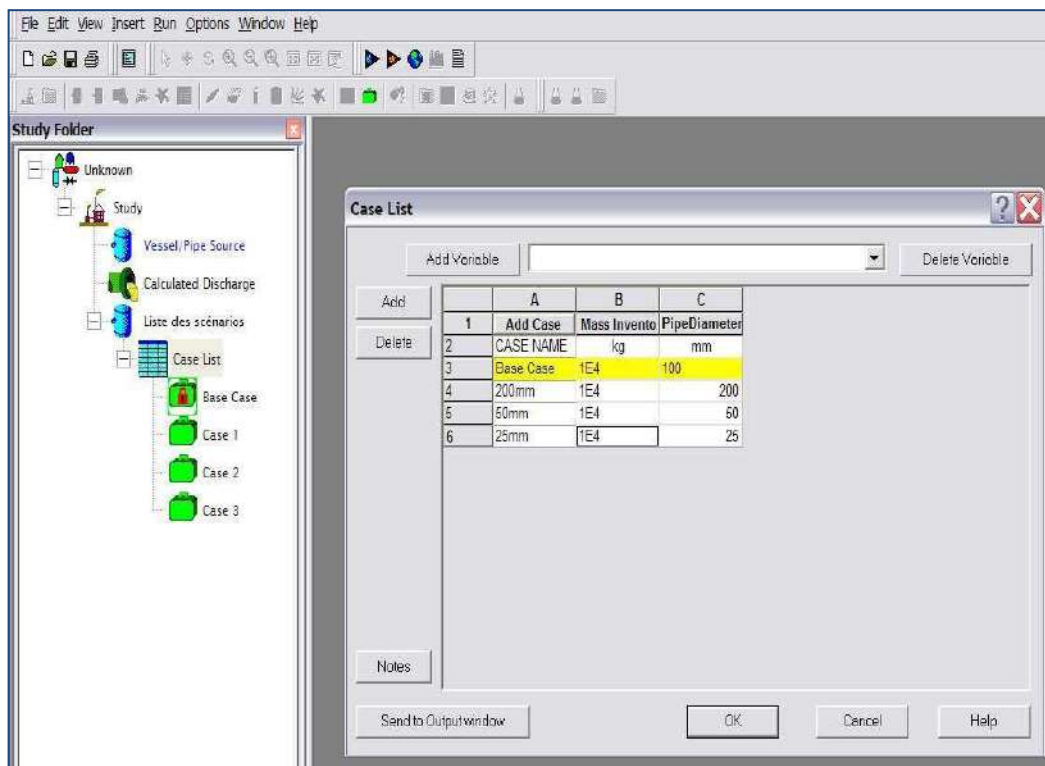 File Edit View Insert Run Options Window Help
Study Folder
Unknown
Study
Vessel/Pipe Source
Calculated Discharge
Liste des scénarios
Case List
Base Case
Case 1
Case 2
Case 3
Case List
Add Variable Delete Variable
Add
Delete
A B C
1 Add Case Mass Invento PipeDiameter
2 CASE NAME kg mm
3 Base Case 1E4 100
4 200mm 1E4 200
5 50mm 1E4 50
6 25mm 1E4 25
Notes
Send to Output window OK Cancel Help